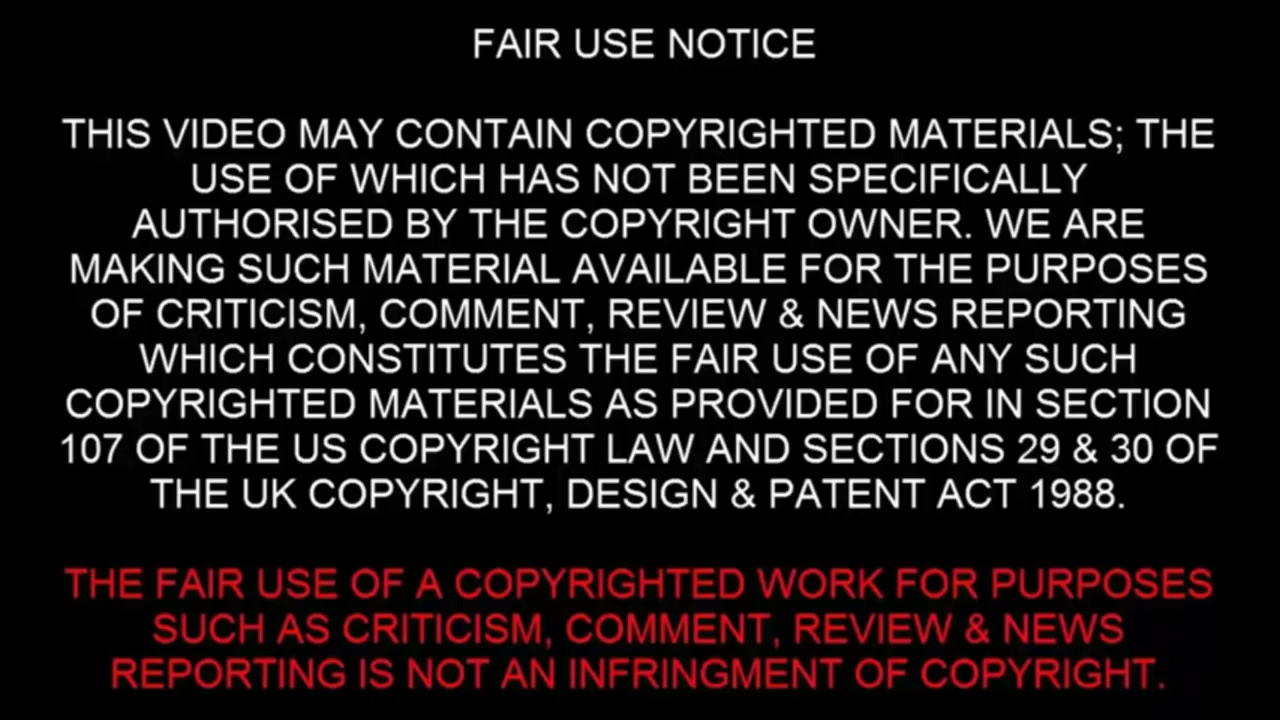 FAIR USE NOTICE
THIS VIDEO MAY CONTAIN COPYRIGHTED MATERIALS; THE
USE OF WHICH HAS NOT BEEN SPECIFICALLY
AUTHORISED BY THE COPYRIGHT OWNER. WE ARE
MAKING SUCH MATERIAL AVAILABLE FOR THE PURPOSES
OF CRITICISM, COMMENT, REVIEW & NEWS REPORTING
WHICH CONSTITUTES THE FAIR USE OF ANY SUCH
COPYRIGHTED MATERIALS AS PROVIDED FOR IN SECTION
107 OF THE US COPYRIGHT LAW AND SECTIONS 29 & 30 OF
THE UK COPYRIGHT, DESIGN & PATENT ACT 1988.
THE FAIR USE OF A COPYRIGHTED WORK FOR PURPOSES
SUCH AS CRITICISM, COMMENT, REVIEW & NEWS
REPORTING IS NOT AN INFRINGMENT OF COPYRIGHT.